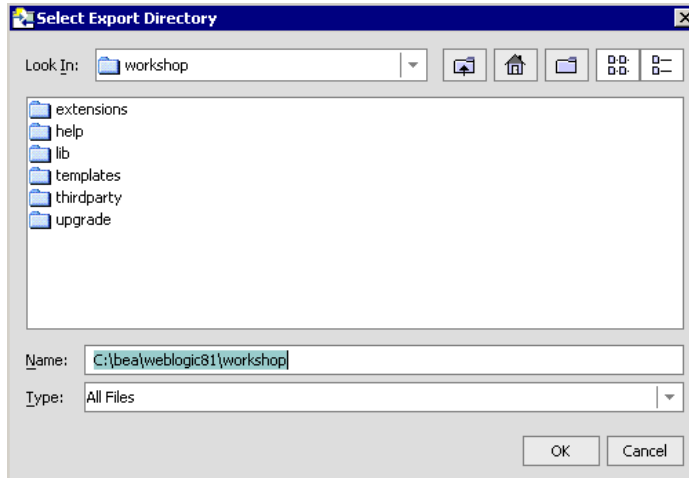 Select Export Directory
Look In: workshop
extensions
help
lib
templates
thirdparty
upgrade
Name: C:\bea\weblogic81\workshop
Type: All Files
OK Cancel